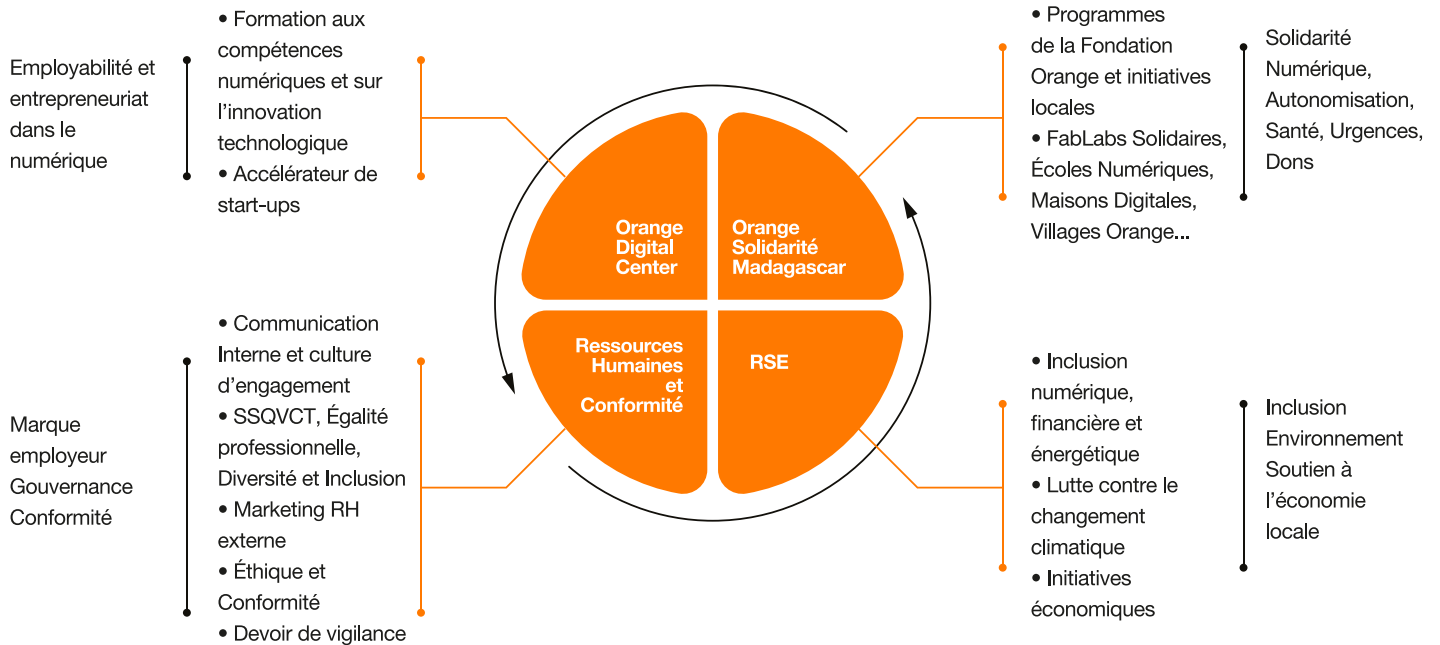 Employabilité et
entrepreneuriat
dans le
numérique
• Formation aux
compétences
numériques et sur
l’innovation
technologique
• Accélérateur de
start-ups
Orange
Digital
Center
Orange
Solidarité
Madagascar
• Programmes
de la Fondation
Orange et initiatives
locales
• FabLabs Solidaires,
Écoles Numériques,
Maisons Digitales,
Villages Orange...
Solidarité
Numérique,
Autonomisation,
Santé, Urgences,
Dons
Marque
employeur
Gouvernance
Conformité
• Communication
Interne et culture
d’engagement
• SSQVCT, Égalité
professionnelle,
Diversité et Inclusion
• Marketing RH
externe
• Éthique et
Conformité
• Devoir de vigilance
Ressources
Humaines
et
Conformité
RSE
• Inclusion
numérique,
financière et
énergétique
• Lutte contre le
changement
climatique
• Initiatives
économiques
Inclusion
Environnement
Soutien à
l’économie
locale